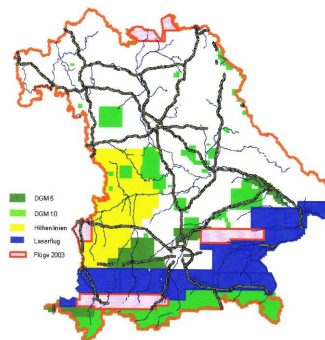 DGM 5
DGM 10
Höhenlinien
Laserflug
Flüge 2003